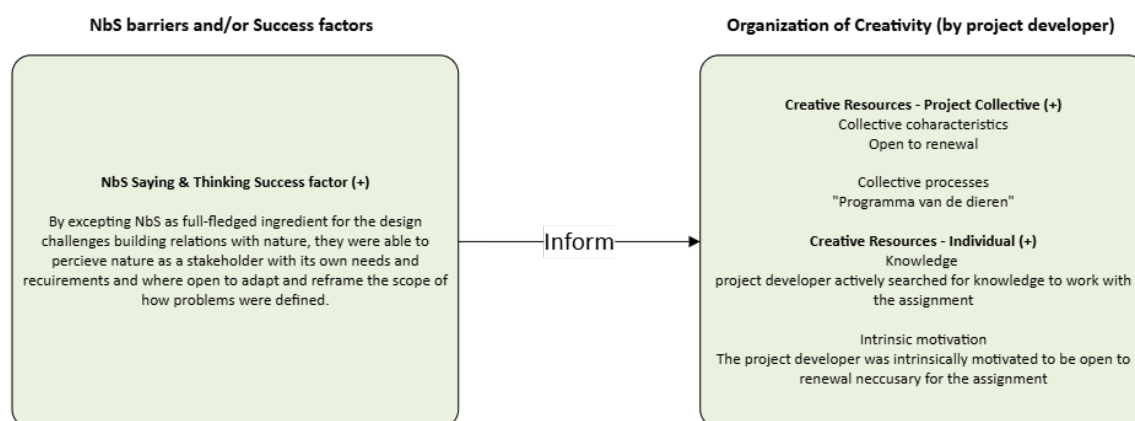 NbS barriers and/or Success factors
Organization of Creativity (by project developer)
NbS Saying & Thinking Success factor (+)
By excepting NbS as full-fledged ingredient for the design
challenges building relations with nature, they were able to
percieve nature as a stakeholder with its own needs and
recuirements and where open to adapt and reframe the scope of
how problems were defined.
Inform
Creative Resources - Project Collective (+)
Collective coharacteristics
Open to renewal
Collective processes
"Programma van de dieren"
Creative Resources - Individual (+)
Knowledge
project developer actively searched for knowledge to work with
the assignment
Intrinsic motivation
The project developer was intrinsically motivated to be open to
renewal neccusary for the assignment